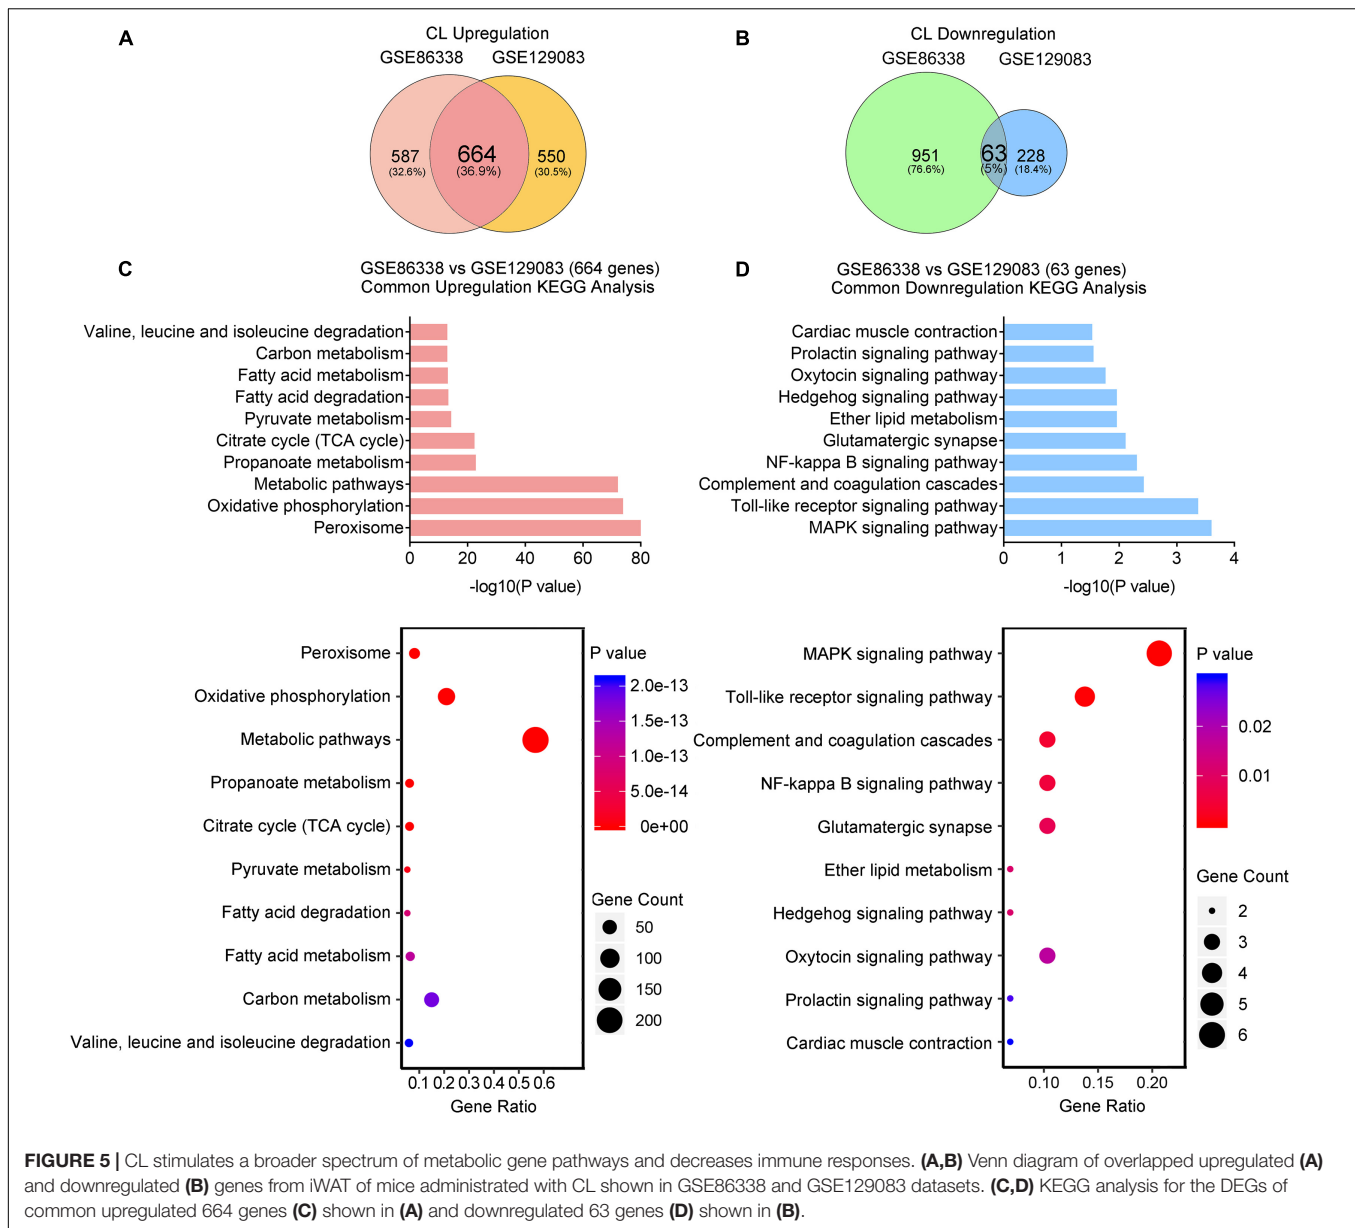 A
CL Upregulation
GSE86338 GSE129083
587
(32.6%)
664
(36.9%)
550
(30.5%)
B
CL Downregulation
GSE86338 GSE129083
951
(76.6%)
63
(5%)
228
(18.4%)
C
GSE86338 vs GSE129083 (664 genes)
Common Upregulation KEGG Analysis
Valine, leucine and isoleucine degradation
Carbon metabolism
Fatty acid metabolism
Fatty acid degradation
Pyruvate metabolism
Citrate cycle (TCA cycle)
Propanoate metabolism
Metabolic pathways
Oxidative phosphorylation
Peroxisome
0 20 40 60 80
-log10(P value)
D
GSE86338 vs GSE129083 (63 genes)
Common Downregulation KEGG Analysis
Cardiac muscle contraction
Prolactin signaling pathway
Oxytocin signaling pathway
Hedgehog signaling pathway
Ether lipid metabolism
Glutamatergic synapse
NF-kappa B signaling pathway
Complement and coagulation cascades
Toll-like receptor signaling pathway
MAPK signaling pathway
0 1 2 3 4
-log10(P value)
Peroxisome
Oxidative phosphorylation
Metabolic pathways
Propanoate metabolism
Citrate cycle (TCA cycle)
Pyruvate metabolism
Fatty acid degradation
Fatty acid metabolism
Carbon metabolism
Valine, leucine and isoleucine degradation
0.1 0.2 0.3 0.4 0.5 0.6
Gene Ratio
P value
2.0e-13
1.5e-13
1.0e-13
5.0e-14
0e+00
Gene Count
50
100
150
200
MAPK signaling pathway
Toll-like receptor signaling pathway
Complement and coagulation cascades
NF-kappa B signaling pathway
Glutamatergic synapse
Ether lipid metabolism
Hedgehog signaling pathway
Oxytocin signaling pathway
Prolactin signaling pathway
Cardiac muscle contraction
0.10 0.15 0.20
Gene Ratio
P value
0.02
0.01
Gene Count
2
3
4
5
6
FIGURE 5 | CL stimulates a broader spectrum of metabolic gene pathways and decreases immune responses. (A,B) Venn diagram of overlapped upregulated (A)
and downregulated (B) genes from iWAT of mice administrated with CL shown in GSE86338 and GSE129083 datasets. (C,D) KEGG analysis for the DEGs of
common upregulated 664 genes (C) shown in (A) and downregulated 63 genes (D) shown in (B).